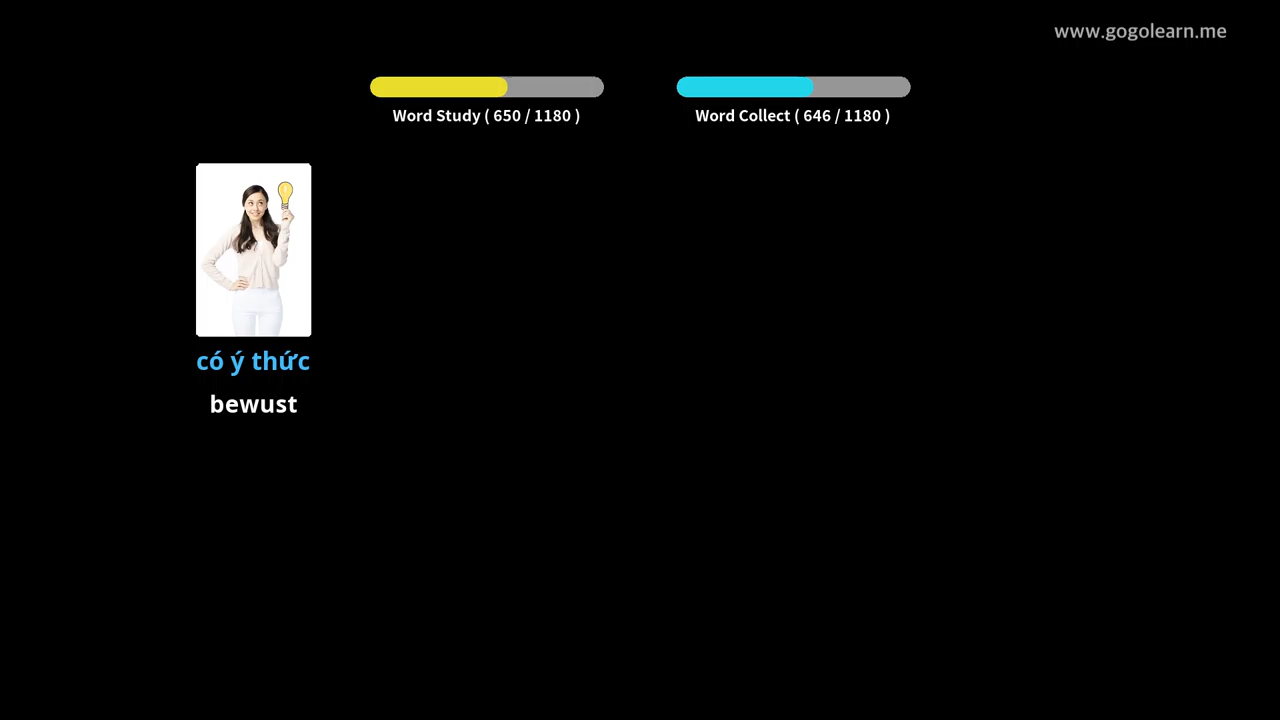 www.gogolearn.me
Word Study ( 650 / 1180 )
Word Collect ( 646 / 1180 )
có ý thức
bewust